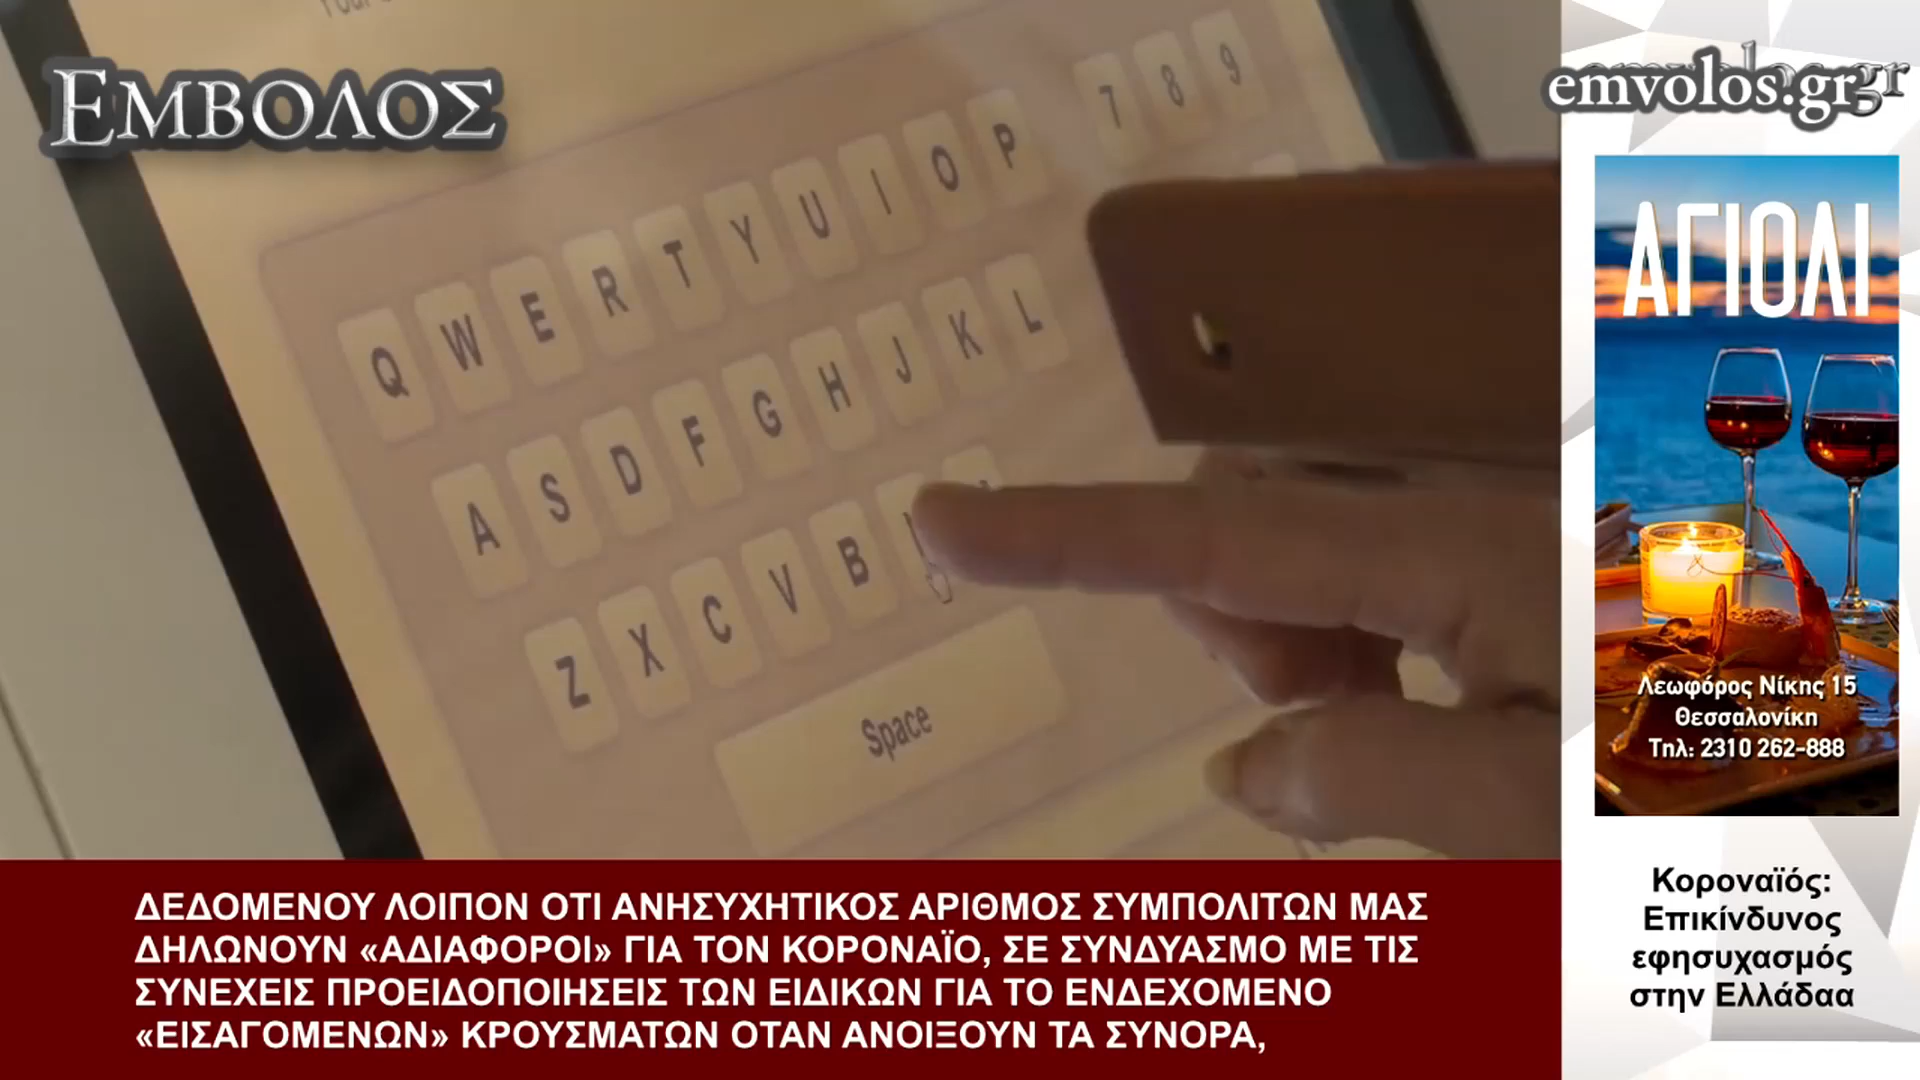 ΕΜΒΟΛΟΣ
emvolos.gr
7 8 9
Q W E R T Y U I O P
A S D F G H J K L
Z X C V B
Space
ΑΓΙΟΛΙ
Λεωφόρος Νίκης 15
Θεσσαλονίκη
Τηλ: 2310 262-888
Κοροναϊός:
Επικίνδυνος
εφησυχασμός
στην Ελλάδαα
ΔΕΔΟΜΕΝΟΥ ΛΟΙΠΟΝ ΟΤΙ ΑΝΗΣΥΧΗΤΙΚΟΣ ΑΡΙΘΜΟΣ ΣΥΜΠΟΛΙΤΩΝ ΜΑΣ
ΔΗΛΩΝΟΥΝ «ΑΔΙΑΦΟΡΟΙ» ΓΙΑ ΤΟΝ ΚΟΡΟΝΑΪΟ, ΣΕ ΣΥΝΔΥΑΣΜΟ ΜΕ ΤΙΣ
ΣΥΝΕΧΕΙΣ ΠΡΟΕΙΔΟΠΟΙΗΣΕΙΣ ΤΩΝ ΕΙΔΙΚΩΝ ΓΙΑ ΤΟ ΕΝΔΕΧΟΜΕΝΟ
«ΕΙΣΑΓΟΜΕΝΩΝ» ΚΡΟΥΣΜΑΤΩΝ ΟΤΑΝ ΑΝΟΙΞΟΥΝ ΤΑ ΣΥΝΟΡΑ,